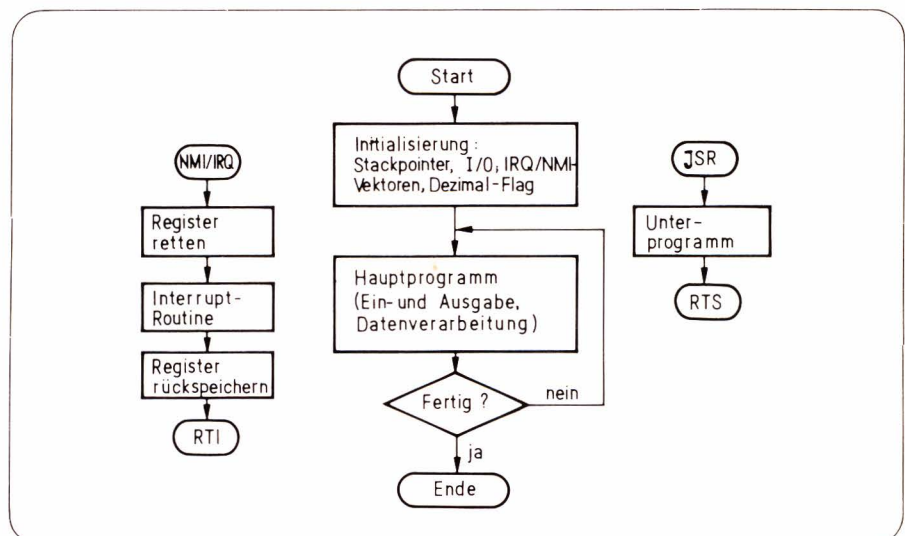 Start
Initialisierung :
Stackpointer, I/O; IRQ/NMI-
Vektoren, Dezimal-Flag
Hauptprogramm
(Ein- und Ausgabe,
Datenverarbeitung)
Fertig ?
nein
ja
Ende
NMI/IRQ
Register
retten
Interrupt-
Routine
Register
rückspeichern
RTI
JSR
Unter-
programm
RTS